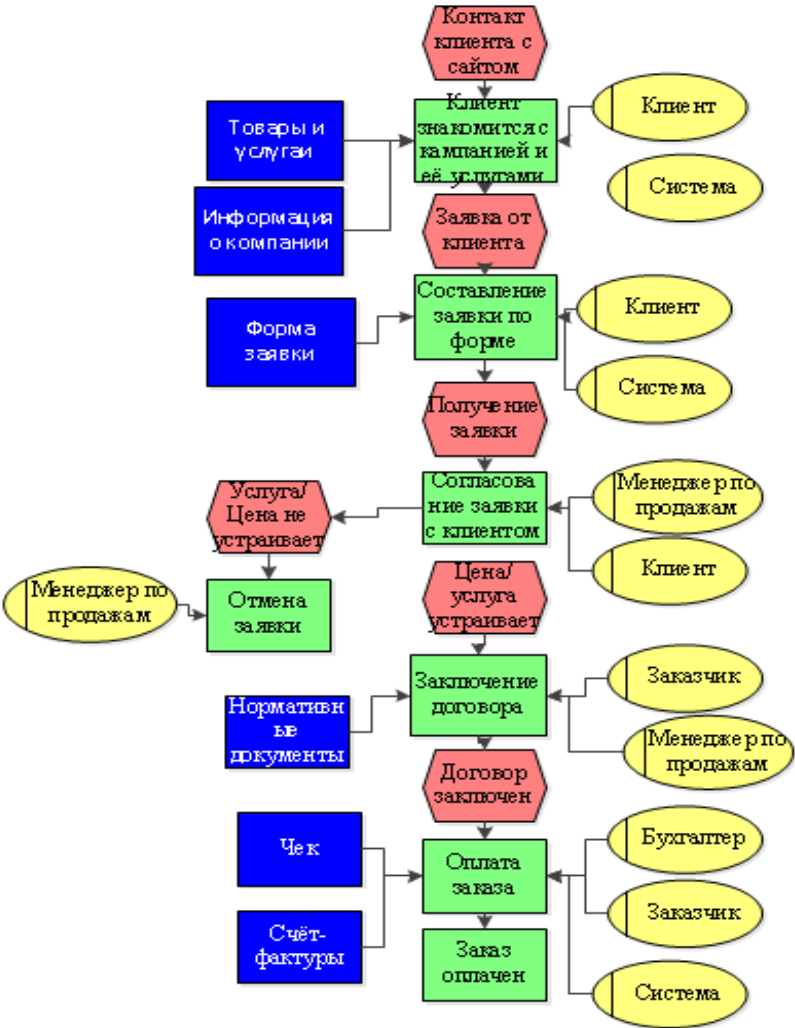 Контакт
клиента с
сайтом
Клиент
знакомится с
кампанией и
её услугами
Товары и
услугаи
Информация
о компании
Клиент
Система
Заявка от
клиента
Составление
заявки по
форме
Форма
заявки
Клиент
Система
Получение
заявки
Согласова
ние заявки
с клиентом
Менеджер по
продажам
Клиент
Услуга/
Цена не
устраивает
Отмена
заявки
Менеджер по
продажам
Цена/
услуга
устраивает
Заключение
договора
Нормативн
ые
документы
Заказчик
Менеджер по
продажам
Договор
заключен
Оплата
заказа
Чек
Счёт-
фактуры
Бухгалтер
Заказчик
Система
Заказ
оплачен